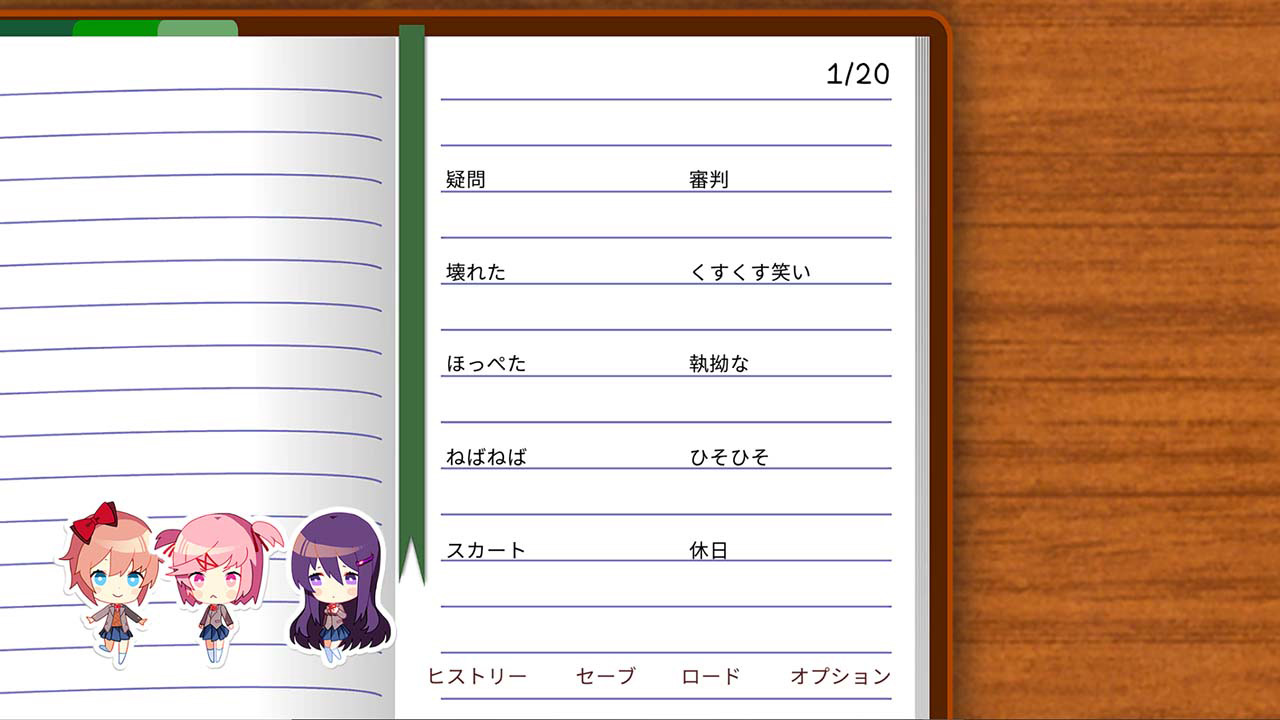 1/20
疑問 審判
壊れた くすくす笑い
ほっぺた 執拗な
ねばねば ひそひそ
スカート 休日
ヒストリー セーブ ロード オプション